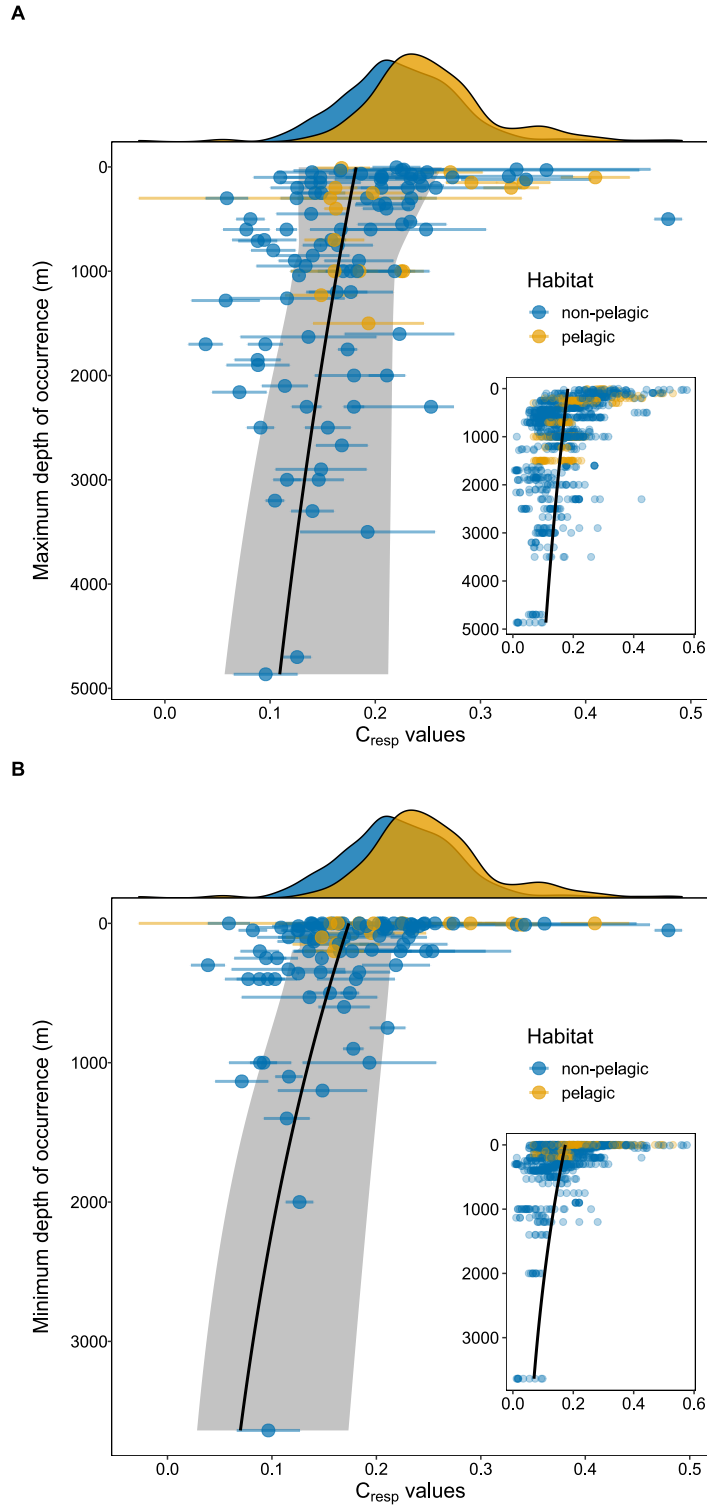 A
Maximum depth of occurrence (m)
0
1000
2000
3000
4000
5000
0.0 0.1 0.2 0.3 0.4 0.5
C_resp values
Habitat
non-pelagic
pelagic
0
1000
2000
3000
4000
5000
0.0 0.2 0.4 0.6
B
Minimum depth of occurrence (m)
0
1000
2000
3000
0.0 0.1 0.2 0.3 0.4 0.5
C_resp values
Habitat
non-pelagic
pelagic
0
1000
2000
3000
0.0 0.2 0.4 0.6